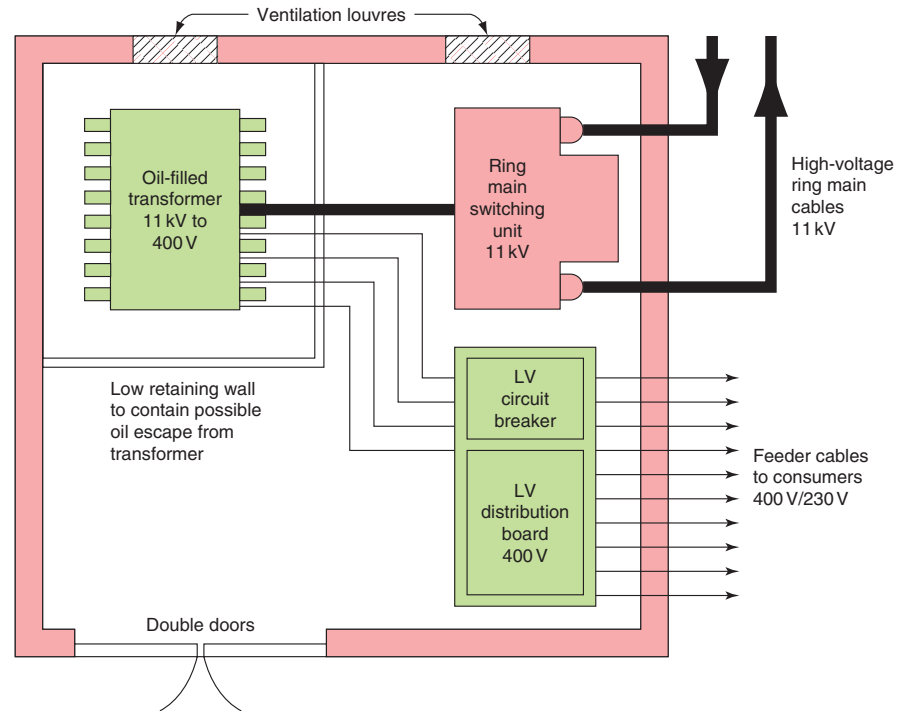 Ventilation louvres
Oil-filled
transformer
11 kV to
400 V
Ring
main
switching
unit
11 kV
High-voltage
ring main
cables
11 kV
Low retaining wall
to contain possible
oil escape from
transformer
LV
circuit
breaker
LV
distribution
board
400 V
Feeder cables
to consumers
400 V/230 V
Double doors